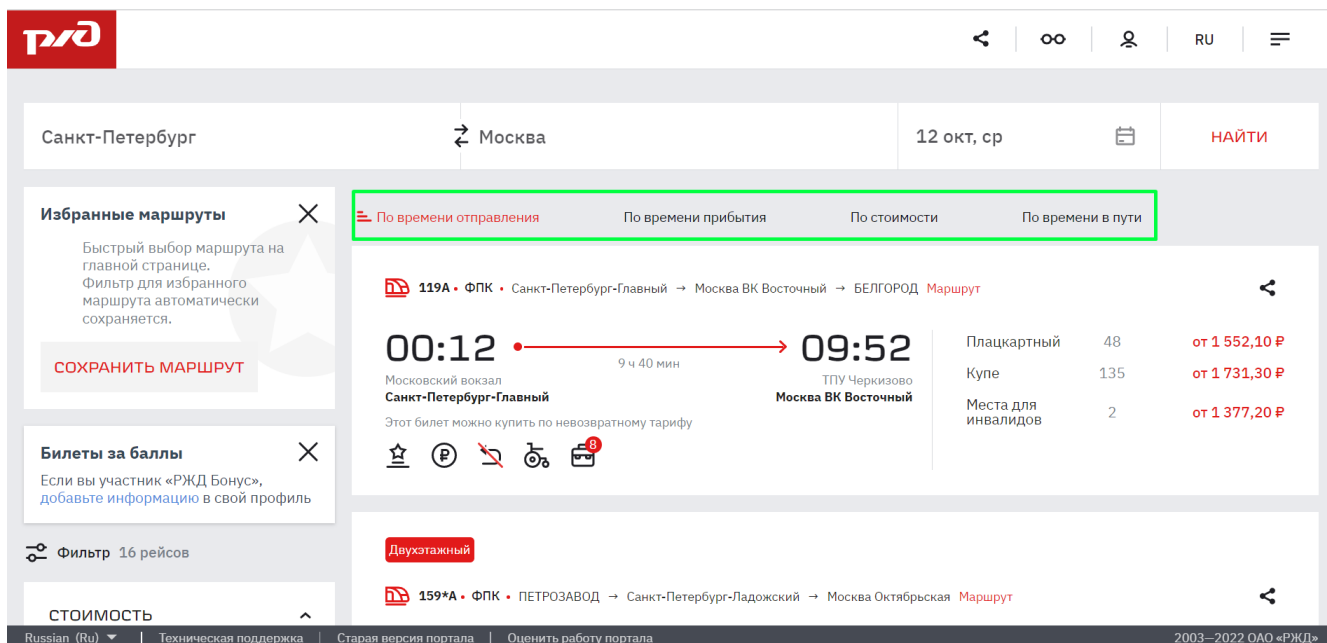 ржд
RU
Санкт-Петербург
Москва
12 окт, ср
НАЙТИ
Избранные маршруты
Быстрый выбор маршрута на
главной странице.
Фильтр для избранного
маршрута автоматически
сохраняется.
СОХРАНИТЬ МАРШРУТ
Билеты за баллы
Если вы участник «РЖД Бонус»,
добавьте информацию в свой профиль
Фильтр 16 рейсов
СТОИМОСТЬ
По времени отправления По времени прибытия По стоимости По времени в пути
119А • ФПК • Санкт-Петербург-Главный → Москва ВК Восточный → БЕЛГОРОД Маршрут
00:12
9 ч 40 мин
09:52
Московский вокзал
Санкт-Петербург-Главный
ТПУ Черкизово
Москва ВК Восточный
Этот билет можно купить по невозвратному тарифу
8
Плацкартный 48 от 1 552,10 ₽
Купе 135 от 1 731,30 ₽
Места для
инвалидов 2 от 1 377,20 ₽
Двухэтажный
159*А • ФПК • ПЕТРОЗАВОД → Санкт-Петербург-Ладожский → Москва Октябрьская Маршрут
Russian (Ru) | Техническая поддержка | Старая версия портала | Оценить работу портала
2003—2022 ОАО «РЖД»